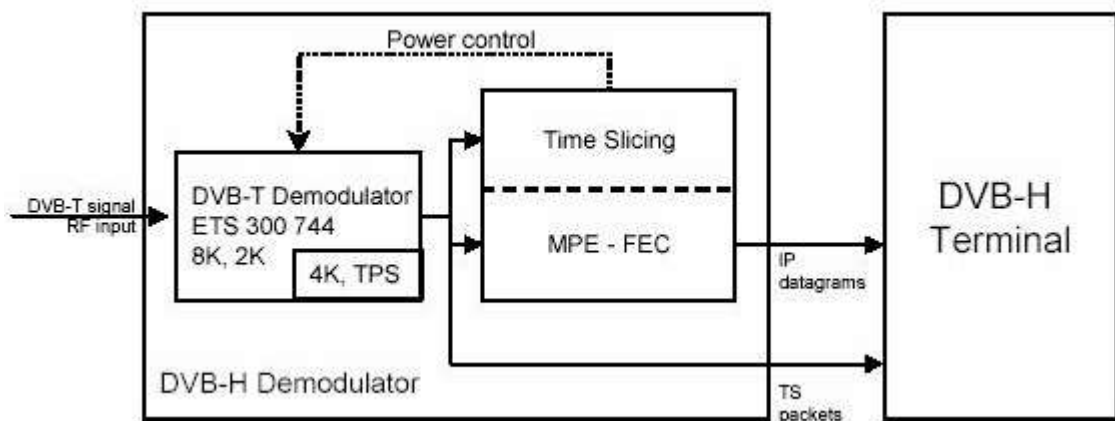 Power control
Time Slicing
DVB-T Demodulator
ETS 300 744
8K, 2K
4K, TPS
MPE - FEC
DVB-T signal
RF input
DVB-H
Terminal
IP
datagrams
DVB-H Demodulator
TS
packets